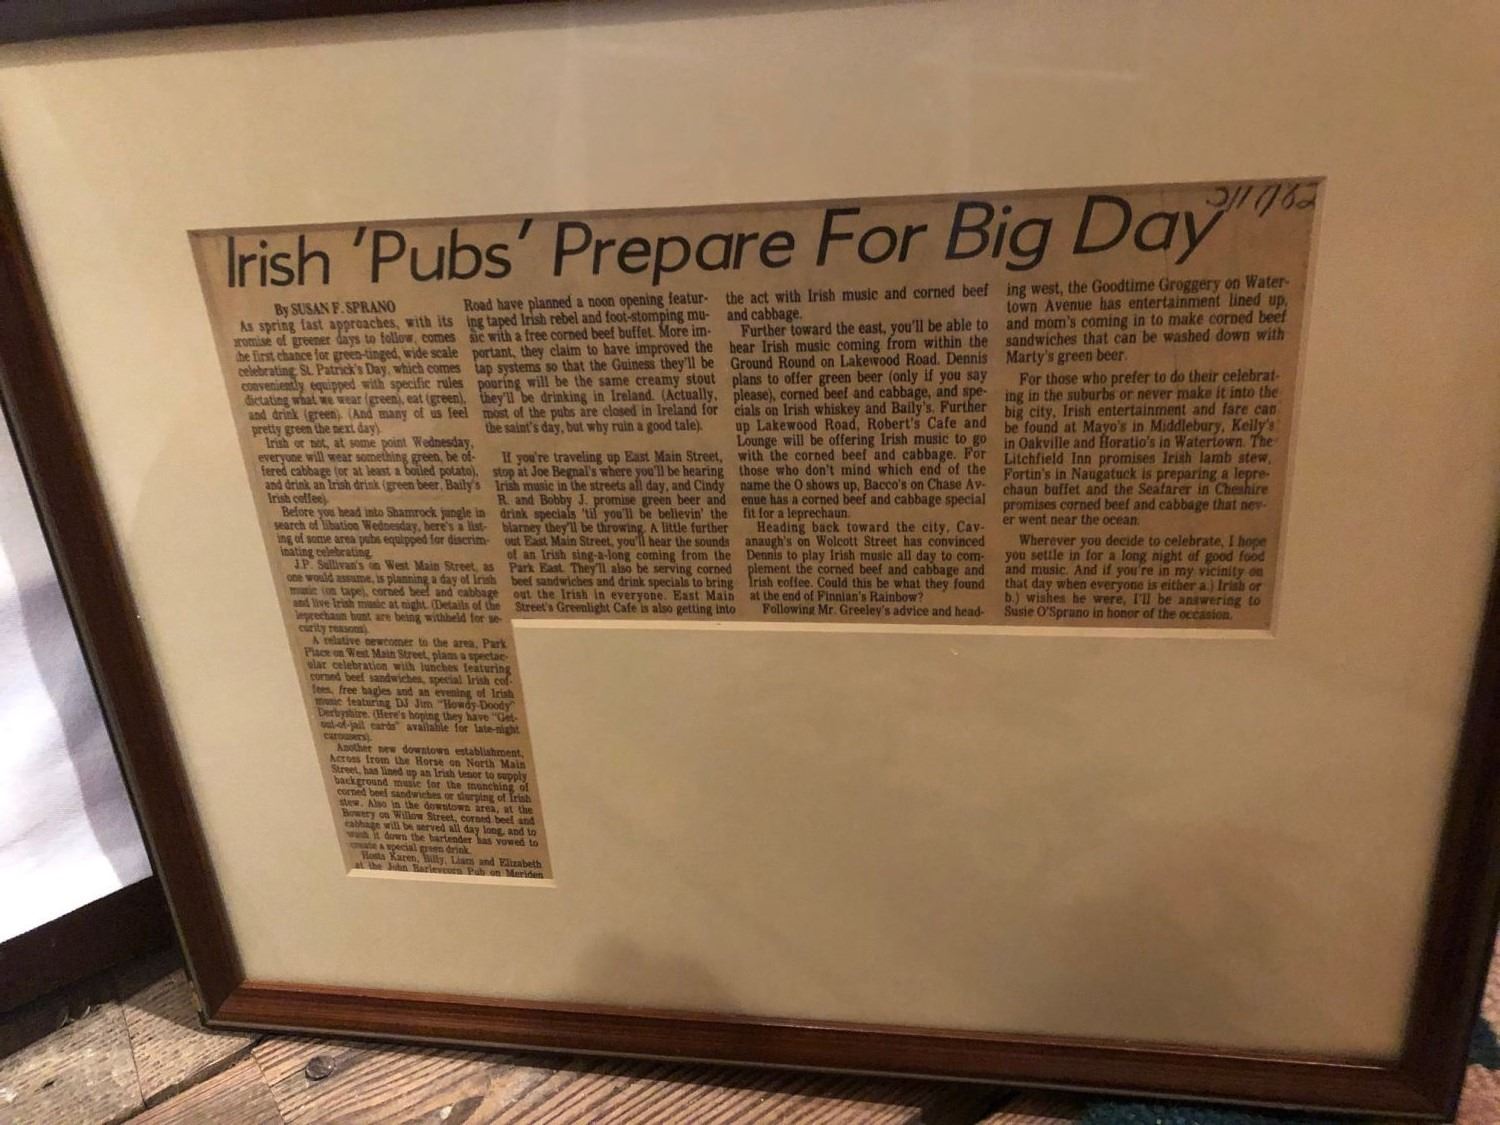 Irish 'Pubs' Prepare For Big Day
By SUSAN F. SPRANO
As spring fast approaches, with its
promise of greener days to follow, comes
the first chance for green-tinged, wide scale
celebrating, St. Patrick's Day, which comes
conveniently equipped with specific rules
dictating what we wear (green), eat (green),
and drink (green). (And many of us feel
pretty green the next day).
Irish or not, at some point Wednesday,
everyone will wear something green, be of-
fered cabbage (or at least a boiled potato),
and drink an Irish drink (green beer, Baily's
Irish coffee).
Before you head into Shamrock jungle in
search of libation Wednesday, here's a list-
ing of some area pubs equipped for discrim-
inating celebrating.
J.P. Sullivan's on West Main Street, as
one would assume, is planning a day of Irish
music (on tape), corned beef and cabbage
and live Irish music at night. (Details of the
leprechaun hunt are being withheld for se-
curity reasons).
A relative newcomer to the area, Park
Place on West Main Street, plans a spectac-
ular celebration with lunches featuring
corned beef sandwiches, special Irish cof-
fees, free bagles and an evening of Irish
music featuring DJ Jim "Howdy-Doody"
Derbyshire. (Here's hoping they have "Get-
out-of-jail cards" available for late-night
carousers).
Another new downtown establishment,
Across from the Horse on North Main
Street, has lined up an Irish tenor to supply
background music for the munching of
corned beef sandwiches or slurping of Irish
stew. Also in the downtown area, at the
Bowery on Willow Street, corned beef and
cabbage will be served all day long, and to
wash it down the bartender has vowed to
create a special green drink.
Hosts Karen, Billy, Liam and Elizabeth
at the John Barleycorn Pub on Meriden
Road have planned a noon opening featur-
ing taped Irish rebel and foot-stomping mu-
sic with a free corned beef buffet. More im-
portant, they claim to have improved the
tap systems so that the Guiness they'll be
pouring will be the same creamy stout
they'll be drinking in Ireland. (Actually,
most of the pubs are closed in Ireland for
the saint's day, but why ruin a good tale).
If you're traveling up East Main Street,
stop at Joe Begnal's where you'll be hearing
Irish music in the streets all day, and Cindy
R. and Bobby J. promise green beer and
drink specials 'til you'll be believin' the
blarney they'll be throwing. A little further
out East Main Street, you'll hear the sounds
of an Irish sing-a-long coming from the
Park East. They'll also be serving corned
beef sandwiches and drink specials to bring
out the Irish in everyone. East Main
Street's Greenlight Cafe is also getting into
the act with Irish music and corned beef
and cabbage.
Further toward the east, you'll be able to
hear Irish music coming from within the
Ground Round on Lakewood Road. Dennis
plans to offer green beer (only if you say
please), corned beef and cabbage, and spe-
cials on Irish whiskey and Baily's. Further
up Lakewood Road, Robert's Cafe and
Lounge will be offering Irish music to go
with the corned beef and cabbage. For
those who don't mind which end of the
name the O shows up, Bacco's on Chase Av-
enue has a corned beef and cabbage special
fit for a leprechaun.
Heading back toward the city, Cav-
anaugh's on Wolcott Street has convinced
Dennis to play Irish music all day to com-
plement the corned beef and cabbage and
Irish coffee. Could this be what they found
at the end of Finnian's Rainbow?
Following Mr. Greeley's advice and head-
3/17/82
ing west, the Goodtime Groggery on Water-
town Avenue has entertainment lined up,
and mom's coming in to make corned beef
sandwiches that can be washed down with
Marty's green beer.
For those who prefer to do their celebrat-
ing in the suburbs or never make it into the
big city, Irish entertainment and fare can
be found at Mayo's in Middlebury, Kelly's
in Oakville and Horatio's in Watertown. The
Litchfield Inn promises Irish lamb stew,
Fortin's in Naugatuck is preparing a lepre-
chaun buffet and the Seafarer in Cheshire
promises corned beef and cabbage that nev-
er went near the ocean.
Wherever you decide to celebrate, I hope
you settle in for a long night of good food
and music. And if you're in my vicinity on
that day when everyone is either a.) Irish or
b.) wishes he were, I'll be answering to
Susie O'Sprano in honor of the occasion.